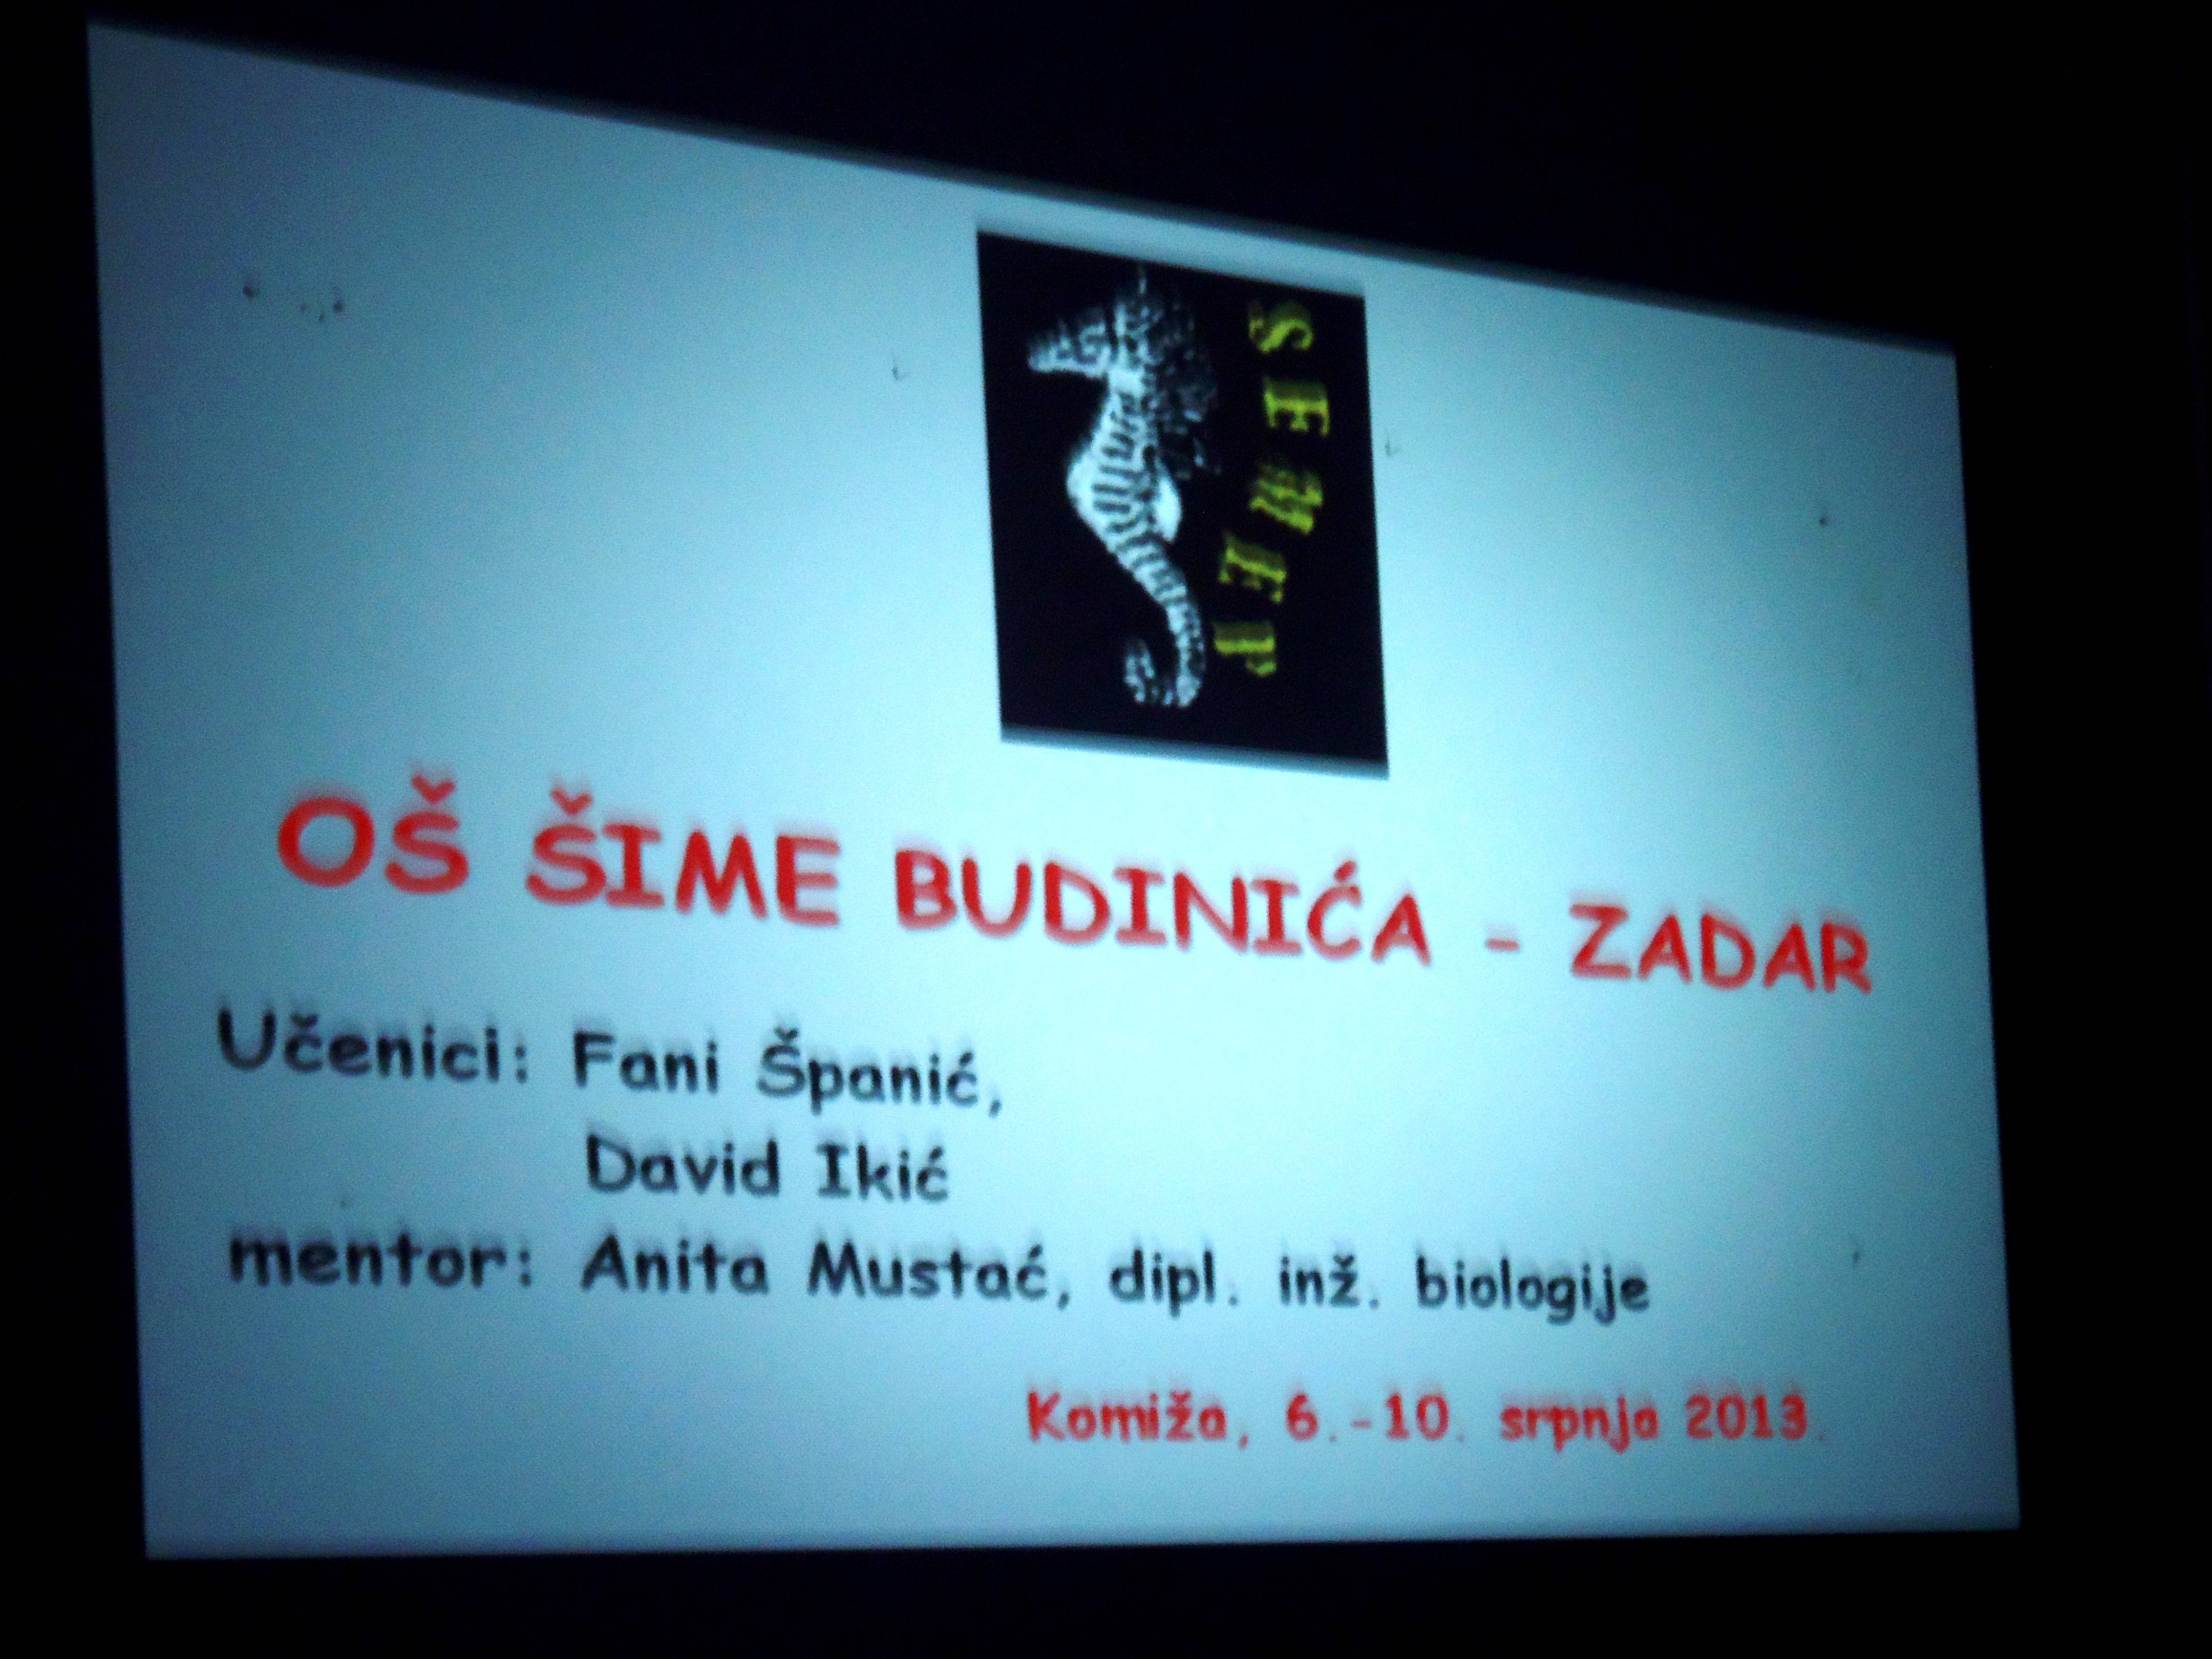 SEMEP
OŠ ŠIME BUDINIĆA - ZADAR
Učenici: Fani Španić,
David Ikić
mentor: Anita Mustać, dipl. inž. biologije
Komiža, 6.-10. srpnja 2013.